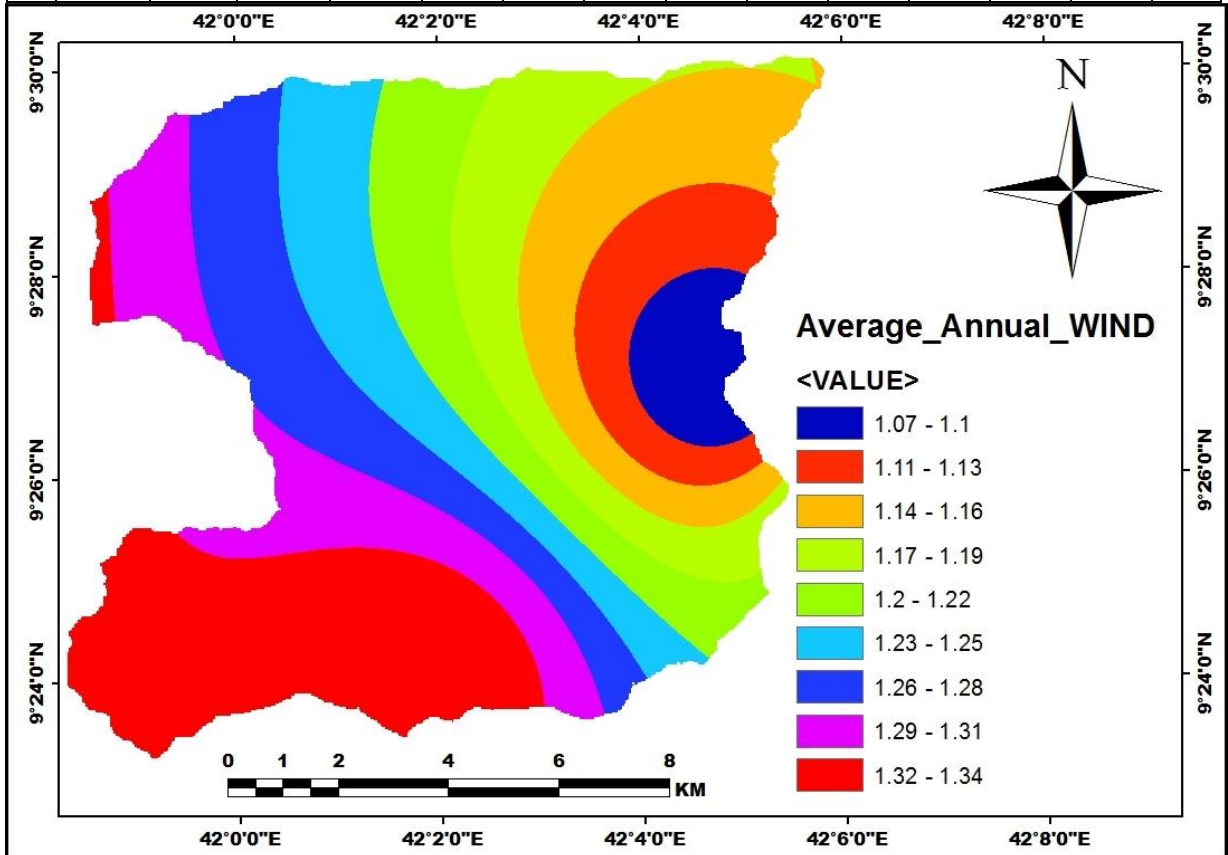 42°0'0"E 42°2'0"E 42°4'0"E 42°6'0"E 42°8'0"E
9°30'0"N
9°28'0"N
9°26'0"N
9°24'0"N
N
9°30'0"N
9°28'0"N
9°26'0"N
9°24'0"N
Average_Annual_WIND
<VALUE>
1.07 - 1.1
1.11 - 1.13
1.14 - 1.16
1.17 - 1.19
1.2 - 1.22
1.23 - 1.25
1.26 - 1.28
1.29 - 1.31
1.32 - 1.34
0 1 2 4 6 8
KM
42°0'0"E 42°2'0"E 42°4'0"E 42°6'0"E 42°8'0"E